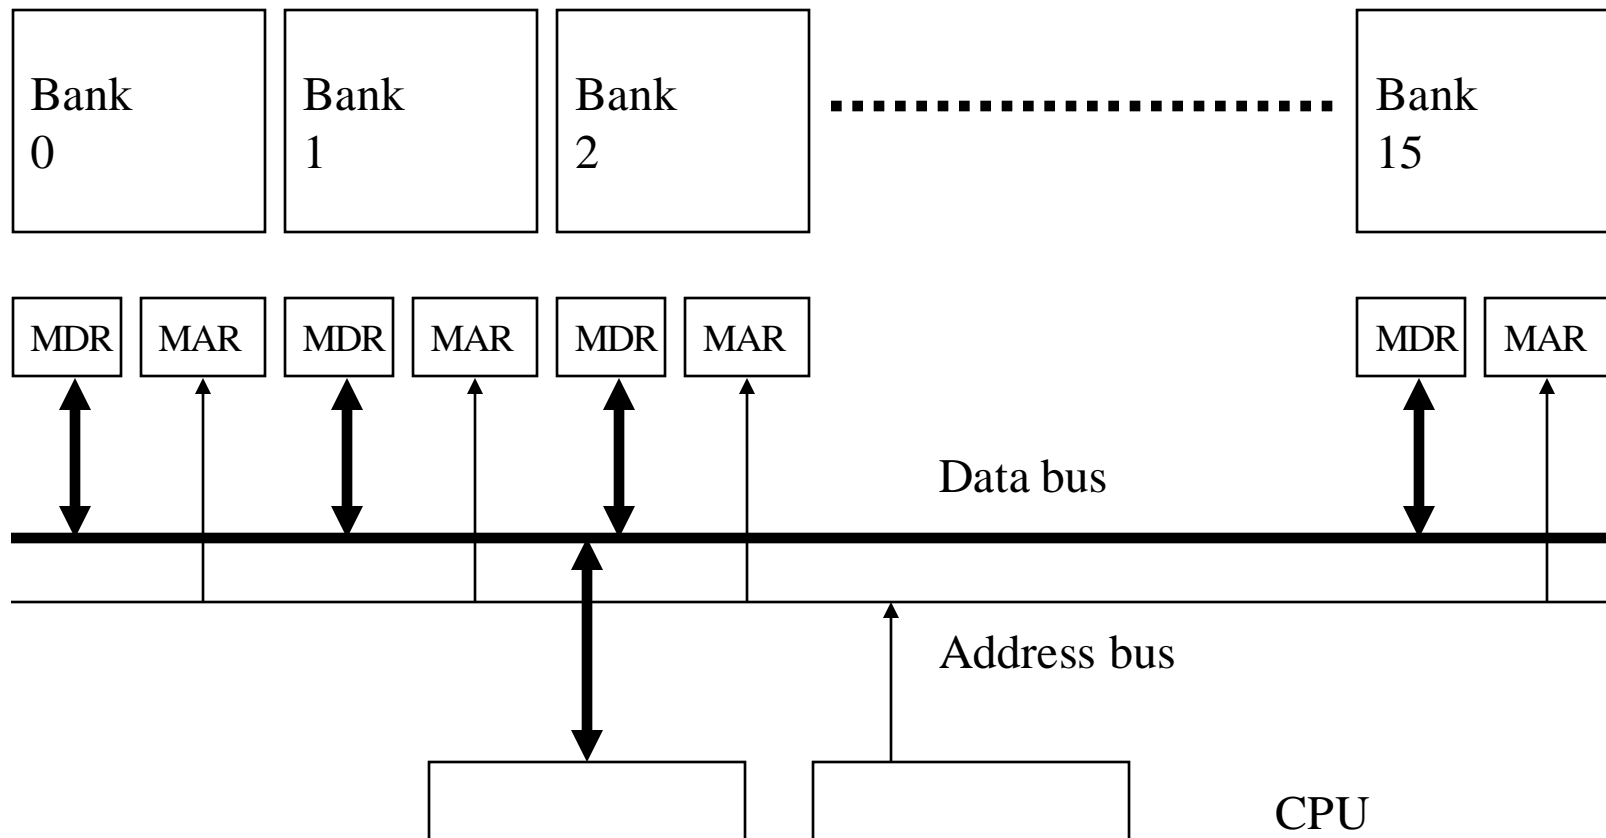 Bank
0
Bank
1
Bank
2
Bank
15
MDR
MAR
MDR
MAR
MDR
MAR
MDR
MAR
Data bus
Address bus
CPU